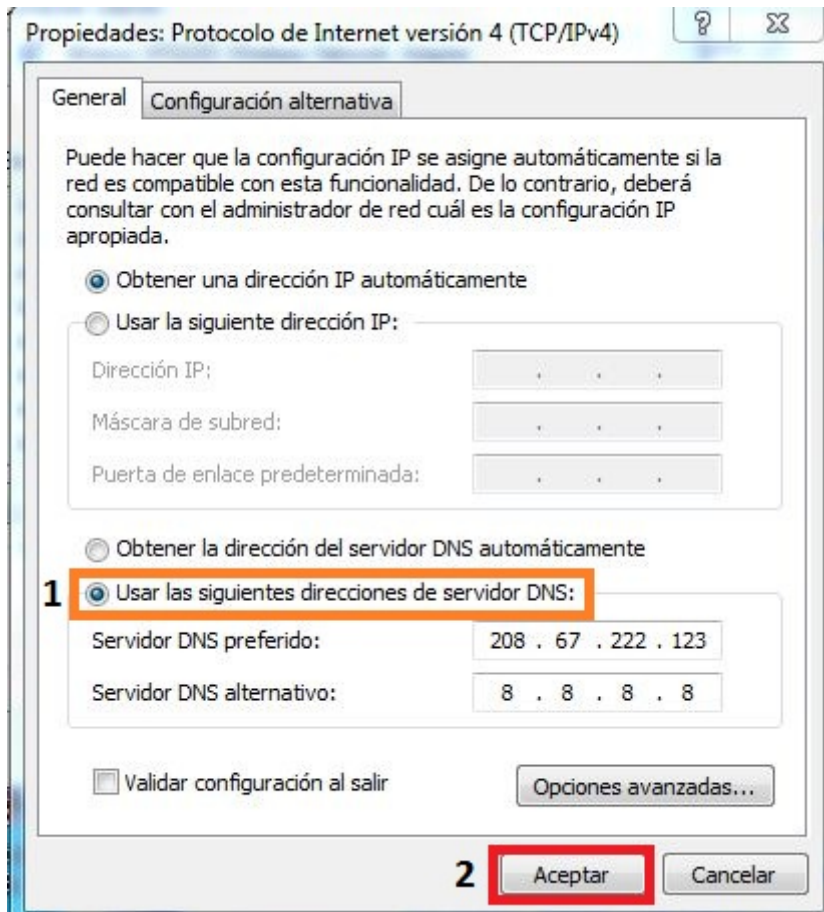 Propiedades: Protocolo de Internet versión 4 (TCP/IPv4)
General
Configuración alternativa
Puede hacer que la configuración IP se asigne automáticamente si la
red es compatible con esta funcionalidad. De lo contrario, deberá
consultar con el administrador de red cuál es la configuración IP
apropiada.
Obtener una dirección IP automáticamente
Usar la siguiente dirección IP:
Dirección IP: . . .
Máscara de subred: . . .
Puerta de enlace predeterminada: . . .
Obtener la dirección del servidor DNS automáticamente
1 Usar las siguientes direcciones de servidor DNS:
Servidor DNS preferido: 208 . 67 . 222 . 123
Servidor DNS alternativo: 8 . 8 . 8 . 8
Validar configuración al salir
Opciones avanzadas...
2 Aceptar Cancelar